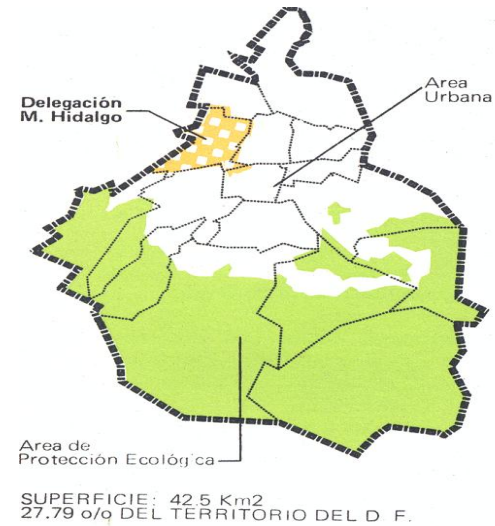 Delegación
M. Hidalgo
Area
Urbana
Area de
Protección Ecológica
SUPERFICIE: 42.5 Km2
27.79 o/o DEL TERRITORIO DEL D F.